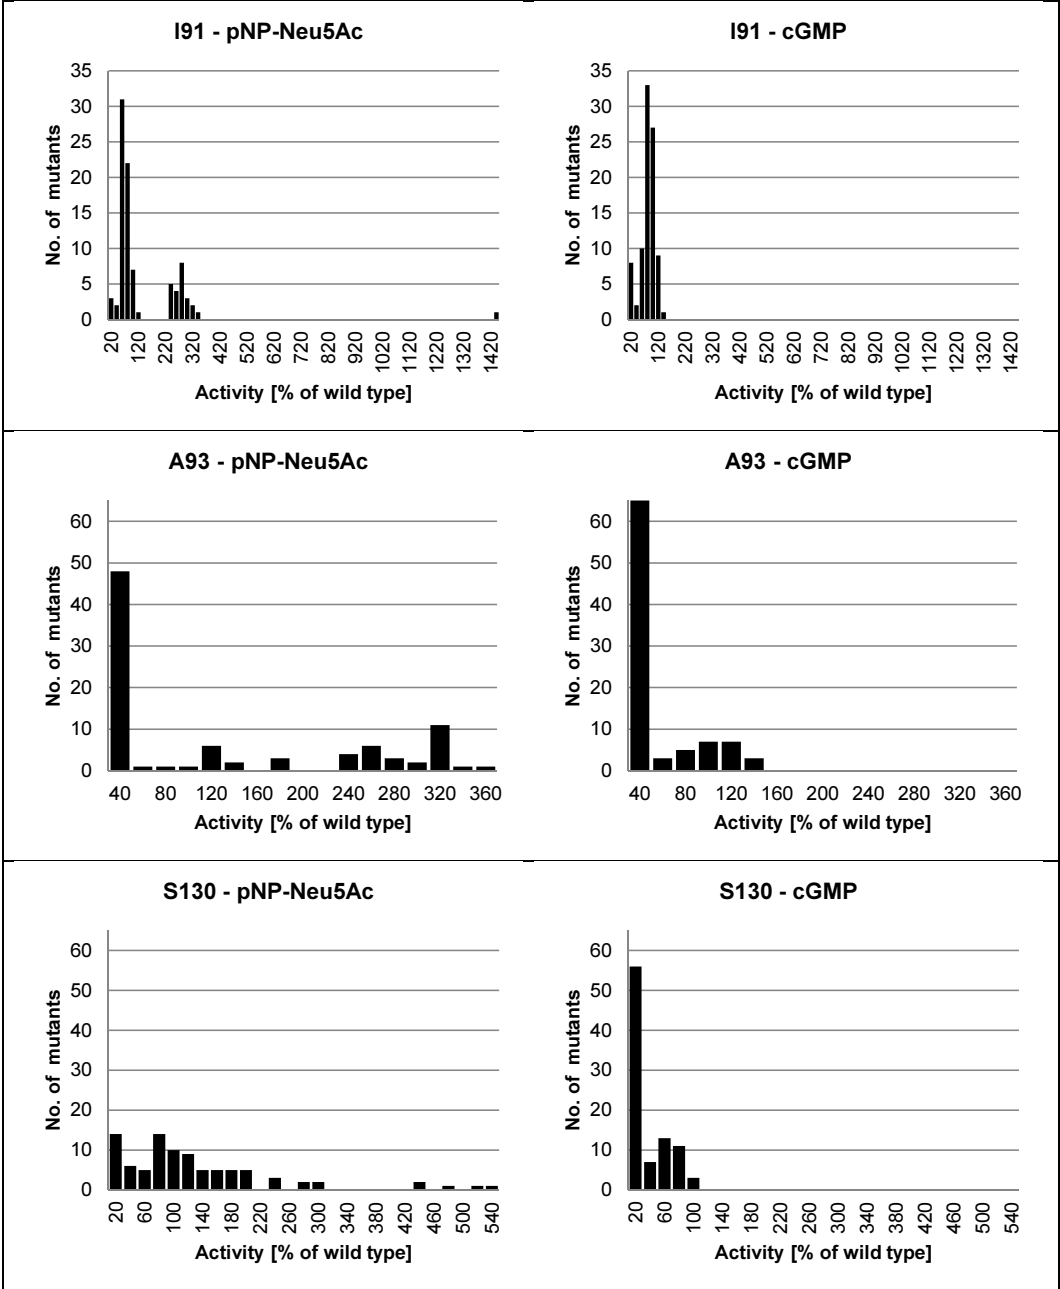 I91 - pNP-Neu5Ac
35
30
25
20
15
10
5
0
No. of mutants
20 120 220 320 420 520 620 720 820 920 1020 1120 1220 1320 1420
Activity [% of wild type]
I91 - cGMP
35
30
25
20
15
10
5
0
No. of mutants
20 120 220 320 420 520 620 720 820 920 1020 1120 1220 1320 1420
Activity [% of wild type]
A93 - pNP-Neu5Ac
60
50
40
30
20
10
0
No. of mutants
40 80 120 160 200 240 280 320 360
Activity [% of wild type]
A93 - cGMP
60
50
40
30
20
10
0
No. of mutants
40 80 120 160 200 240 280 320 360
Activity [% of wild type]
S130 - pNP-Neu5Ac
60
50
40
30
20
10
0
No. of mutants
20 60 100 140 180 220 260 300 340 380 420 460 500 540
Activity [% of wild type]
S130 - cGMP
60
50
40
30
20
10
0
No. of mutants
20 60 100 140 180 220 260 300 340 380 420 460 500 540
Activity [% of wild type]